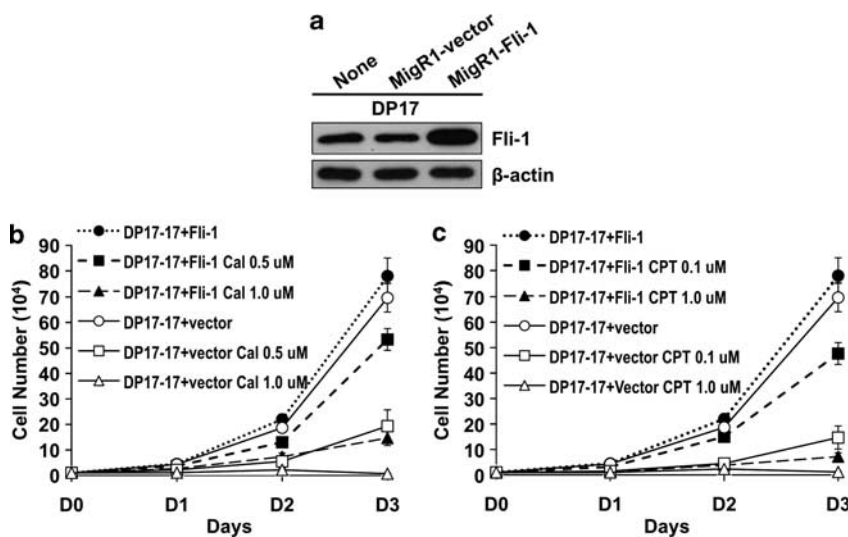 a
None
MigR1-vector
MigR1-Fli-1
DP17
Fli-1
β-actin
b
DP17-17+Fli-1
DP17-17+Fli-1 Cal 0.5 uM
DP17-17+Fli-1 Cal 1.0 uM
DP17-17+vector
DP17-17+vector Cal 0.5 uM
DP17-17+vector Cal 1.0 uM
Cell Number (10⁴)
90
80
70
60
50
40
30
20
10
0
D0
D1
D2
D3
Days
c
DP17-17+Fli-1
DP17-17+Fli-1 CPT 0.1 uM
DP17-17+Fli-1 CPT 1.0 uM
DP17-17+vector
DP17-17+vector CPT 0.1 uM
DP17-17+Vector CPT 1.0 uM
Cell Number (10⁴)
90
80
70
60
50
40
30
20
10
0
D0
D1
D2
D3
Days